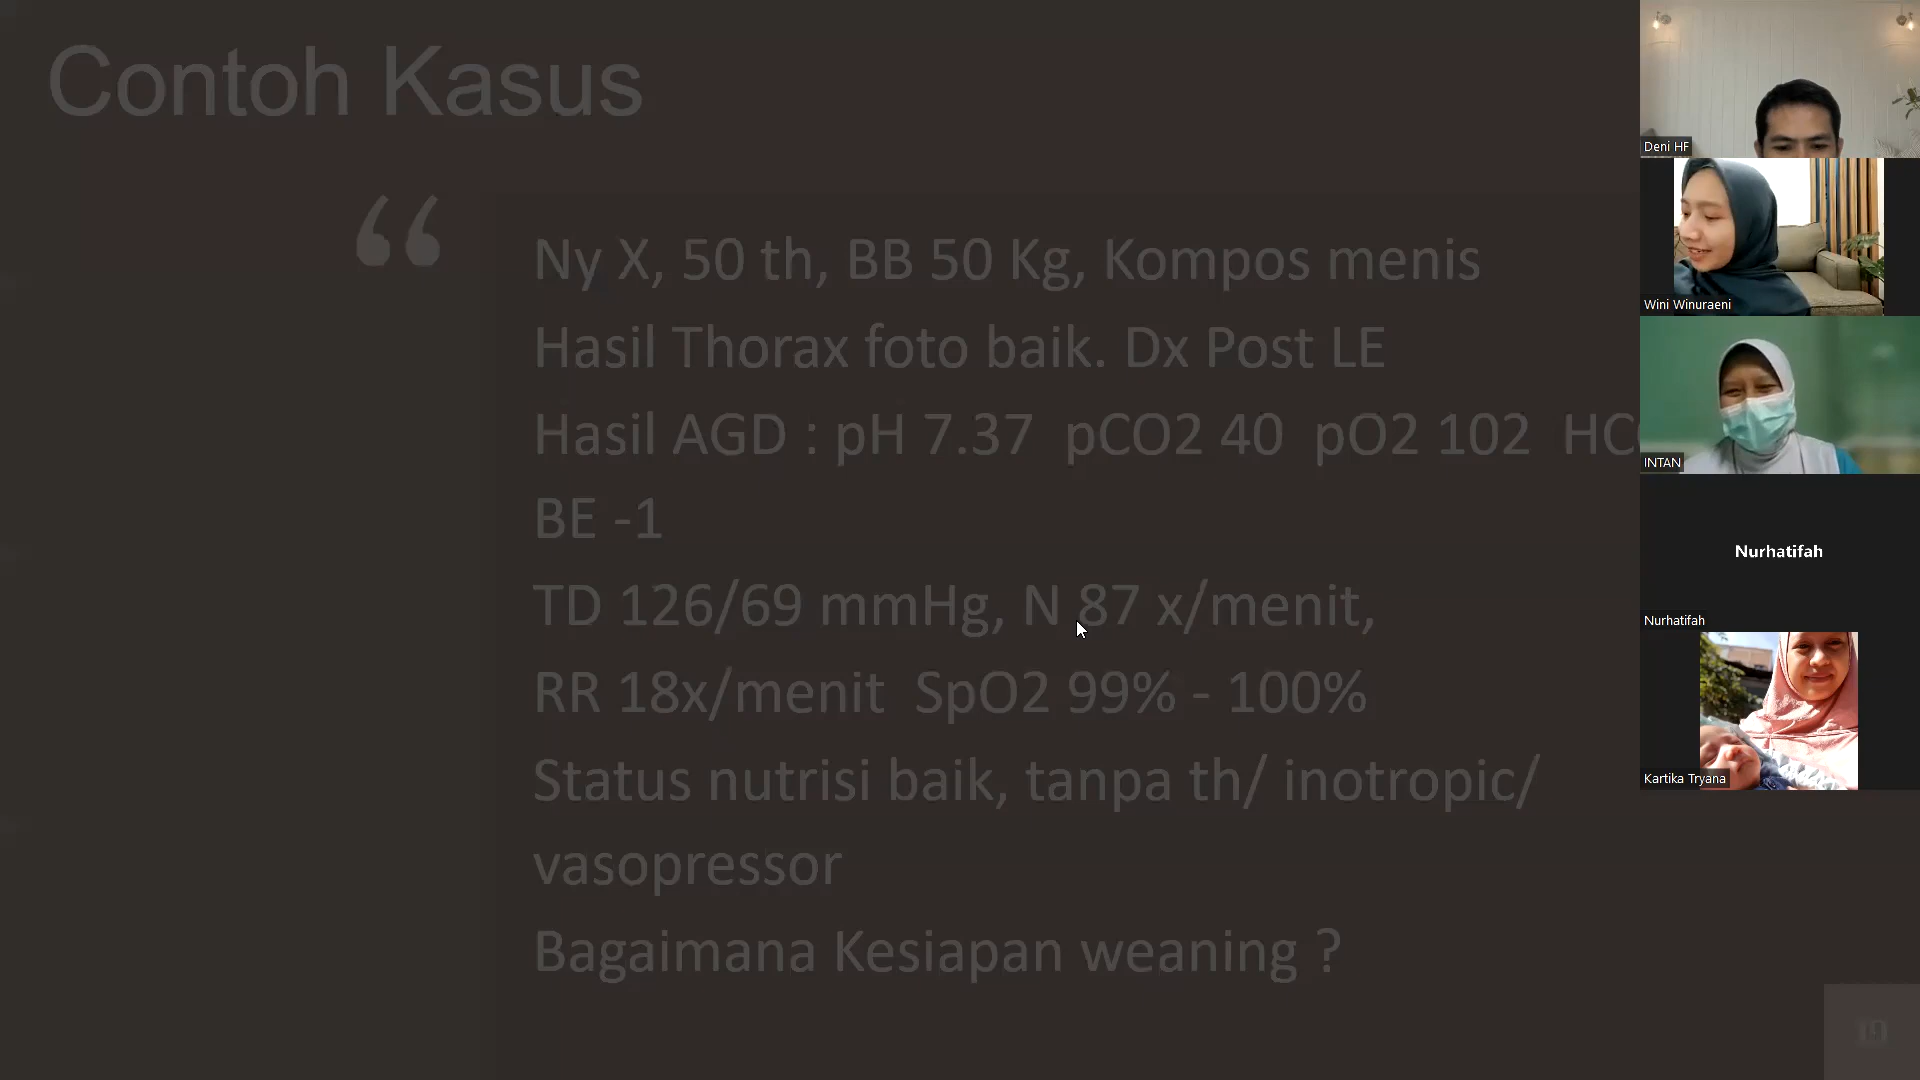 Contoh Kasus
“
Ny X, 50 th, BB 50 Kg, Kompos menis
Hasil Thorax foto baik. Dx Post LE
Hasil AGD : pH 7.37 pCO2 40 pO2 102
BE -1
TD 126/69 mmHg, N 87 x/menit,
RR 18x/menit SpO2 99% - 100%
Status nutrisi baik, tanpa th/ inotropic/
vasopressor
Bagaimana Kesiapan weaning ?
Deni HF
Wini Winuraeni
INTAN
Nurhatifah
Nurhatifah
Kartika Tryana